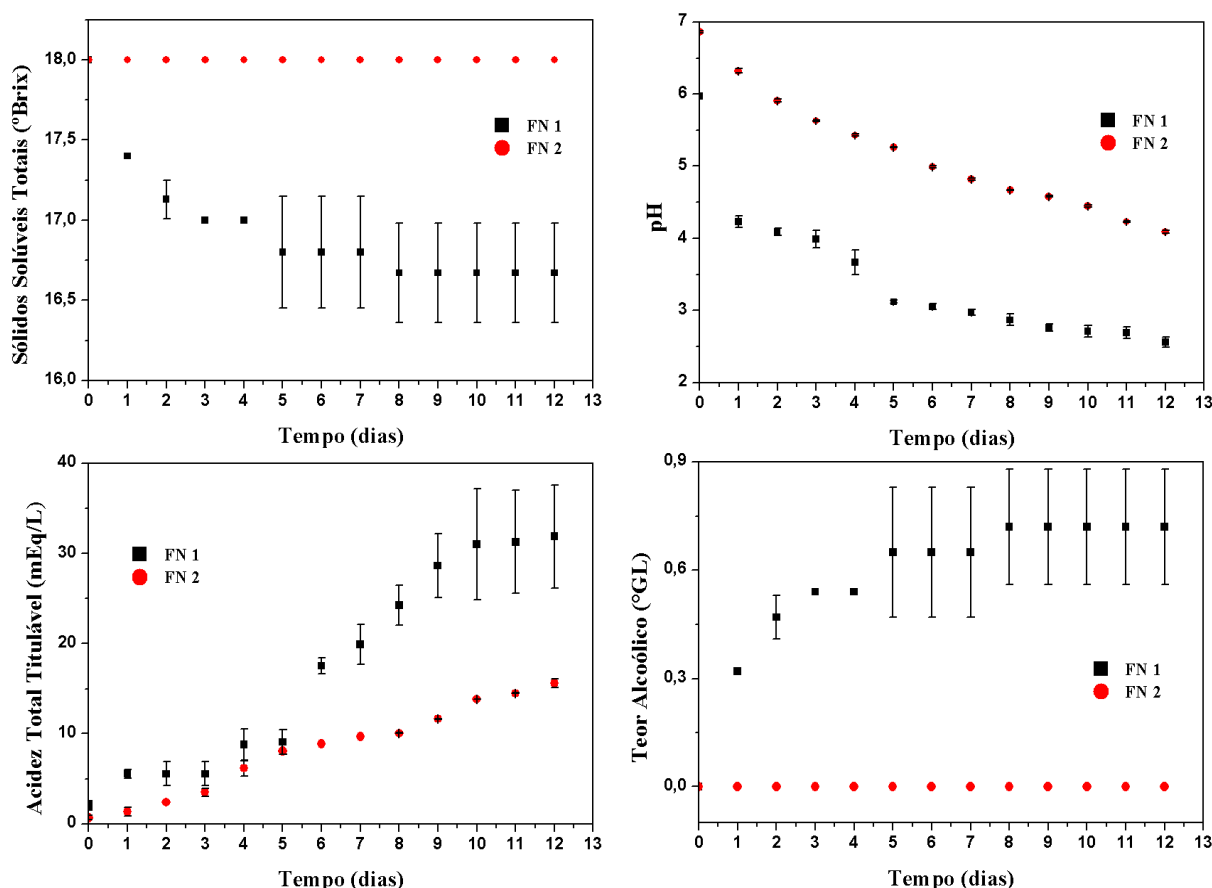 Sólidos Solúveis Totais (ºBrix)
18,0
17,5
17,0
16,5
16,0
FN 1
FN 2
0 1 2 3 4 5 6 7 8 9 10 11 12 13
Tempo (dias)
pH
7
6
5
4
3
2
FN 1
FN 2
0 1 2 3 4 5 6 7 8 9 10 11 12 13
Tempo (dias)
Acidez Total Titulável (mEq/L)
40
30
20
10
0
FN 1
FN 2
0 1 2 3 4 5 6 7 8 9 10 11 12 13
Tempo (dias)
Teor Alcoólico (°GL)
0,9
0,6
0,3
0,0
FN 1
FN 2
0 1 2 3 4 5 6 7 8 9 10 11 12 13
Tempo (dias)